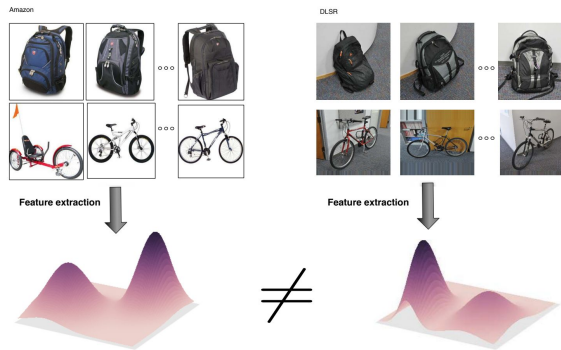 Amazon
DLSR
Feature extraction
Feature extraction
≠